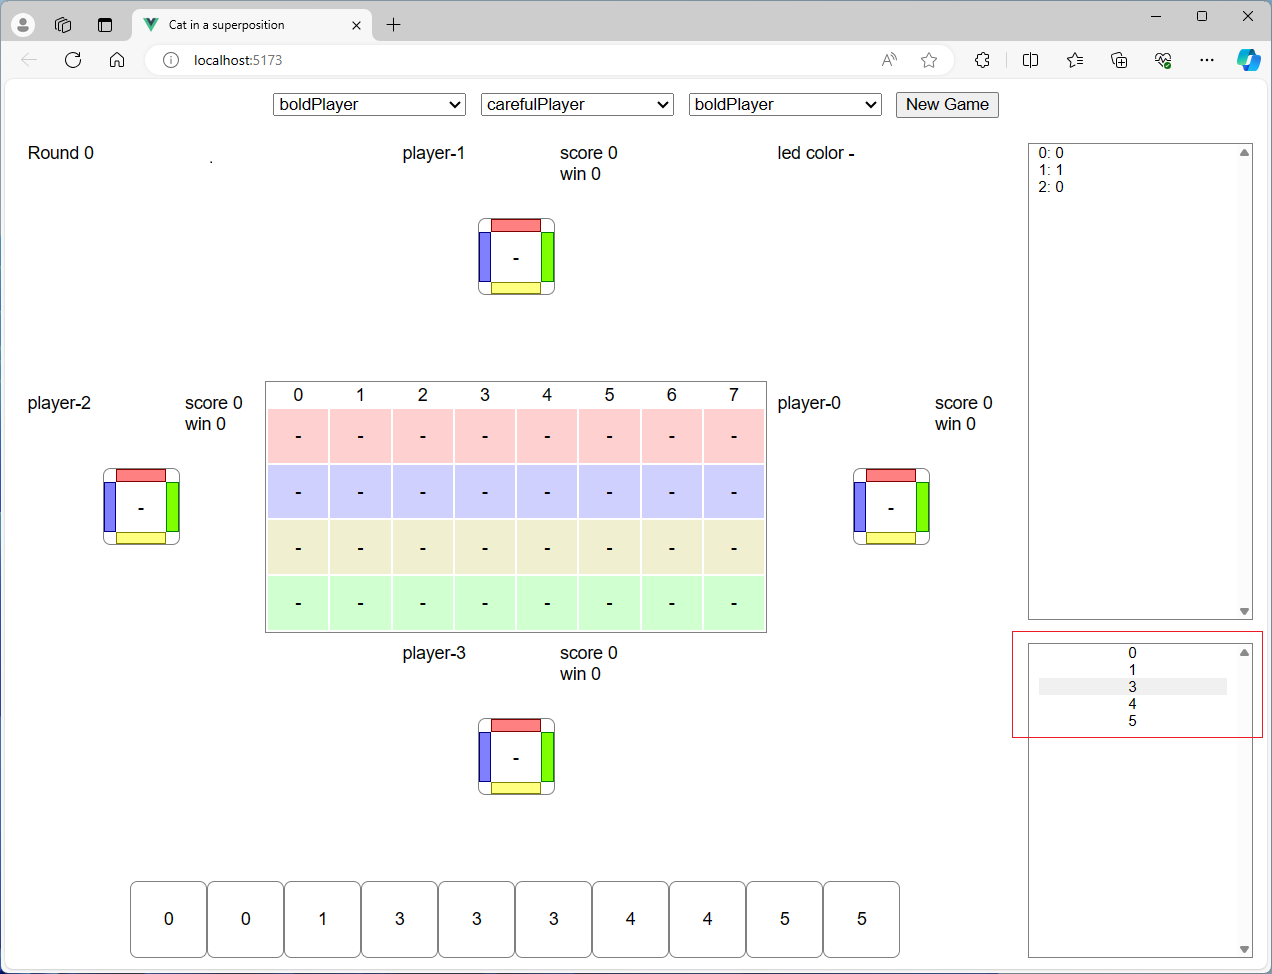 Cat in a superposition
localhost:5173
boldPlayer carefulPlayer boldPlayer New Game
Round 0 . player-1 score 0 led color -
win 0
0: 0
1: 1
2: 0
-
player-2 score 0
win 0
0 1 2 3 4 5 6 7
- - - - - - - -
- - - - - - - -
- - - - - - - -
- - - - - - - -
player-0 score 0
win 0
-
-
player-3 score 0
win 0
-
0
1
3
4
5
0 0 1 3 3 3 4 4 5 5